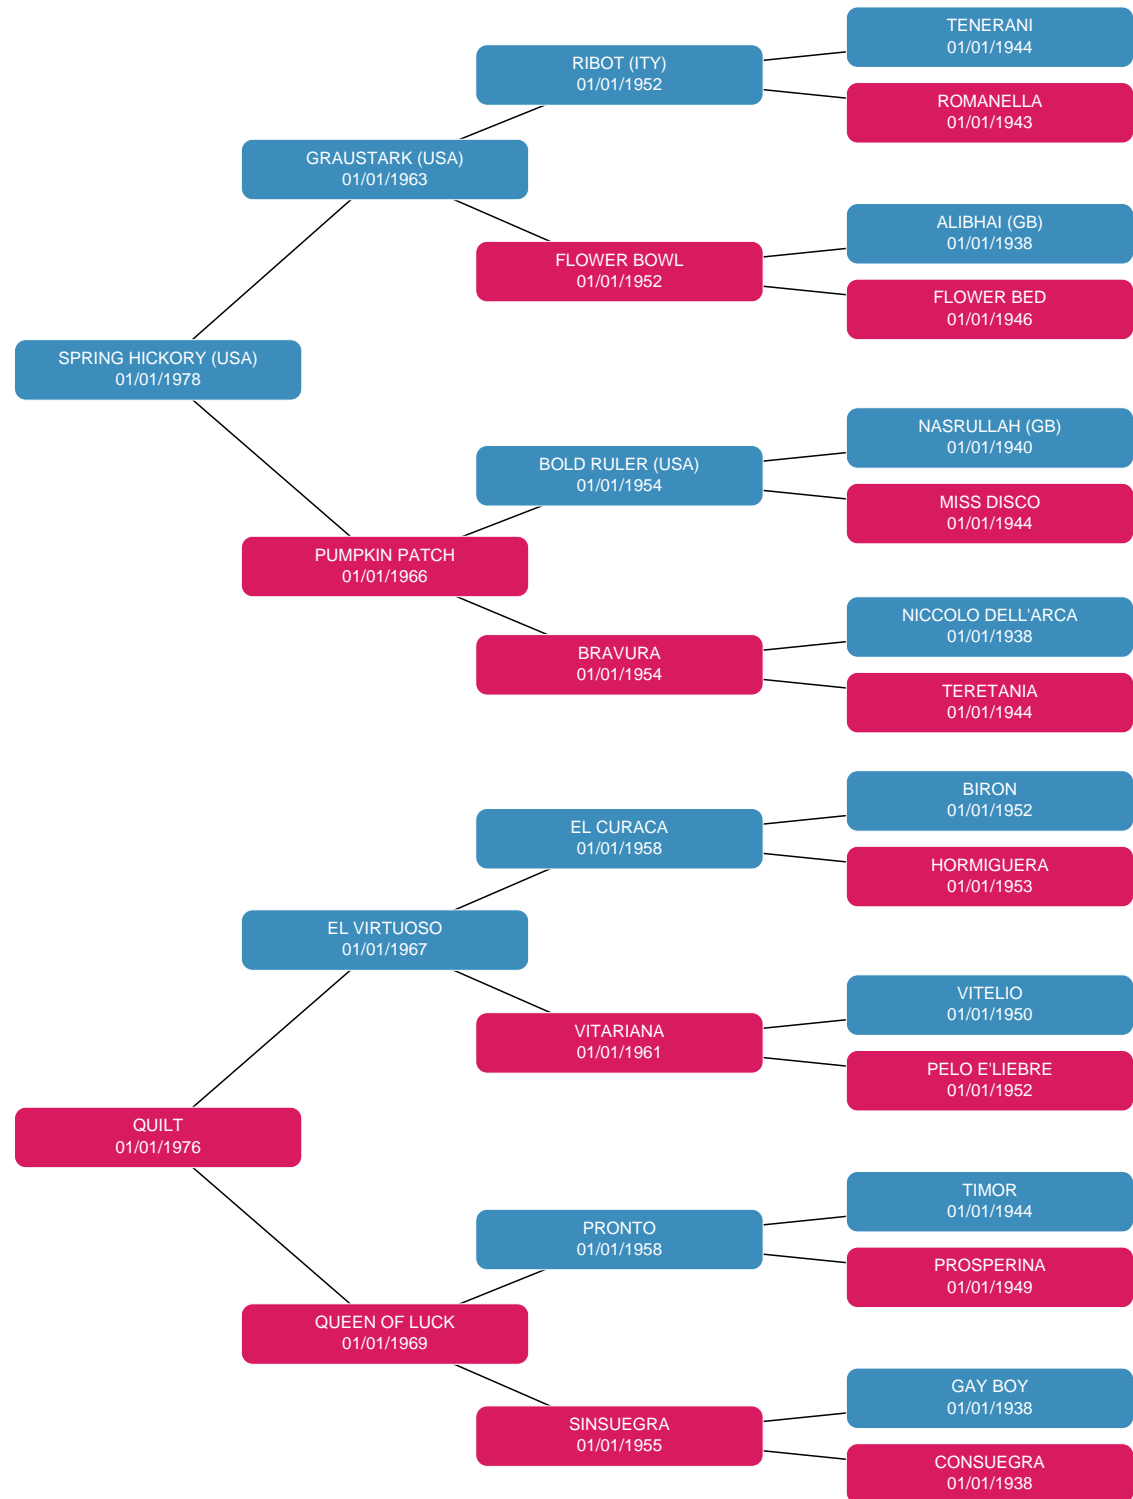 TENERANI
01/01/1944
RIBOT (ITY)
01/01/1952
ROMANELLA
01/01/1943
GRAUSTARK (USA)
01/01/1963
ALIBHAI (GB)
01/01/1938
FLOWER BOWL
01/01/1952
FLOWER BED
01/01/1946
SPRING HICKORY (USA)
01/01/1978
NASRULLAH (GB)
01/01/1940
BOLD RULER (USA)
01/01/1954
MISS DISCO
01/01/1944
PUMPKIN PATCH
01/01/1966
NICCOLO DELL'ARCA
01/01/1938
BRAVURA
01/01/1954
TERETANIA
01/01/1944
BIRON
01/01/1952
EL CURACA
01/01/1958
HORMIGUERA
01/01/1953
EL VIRTUOSO
01/01/1967
VITELIO
01/01/1950
VITARIANA
01/01/1961
PELO E'LIEBRE
01/01/1952
QUILT
01/01/1976
TIMOR
01/01/1944
PRONTO
01/01/1958
PROSPERINA
01/01/1949
QUEEN OF LUCK
01/01/1969
GAY BOY
01/01/1938
SINSUEGRA
01/01/1955
CONSUEGRA
01/01/1938